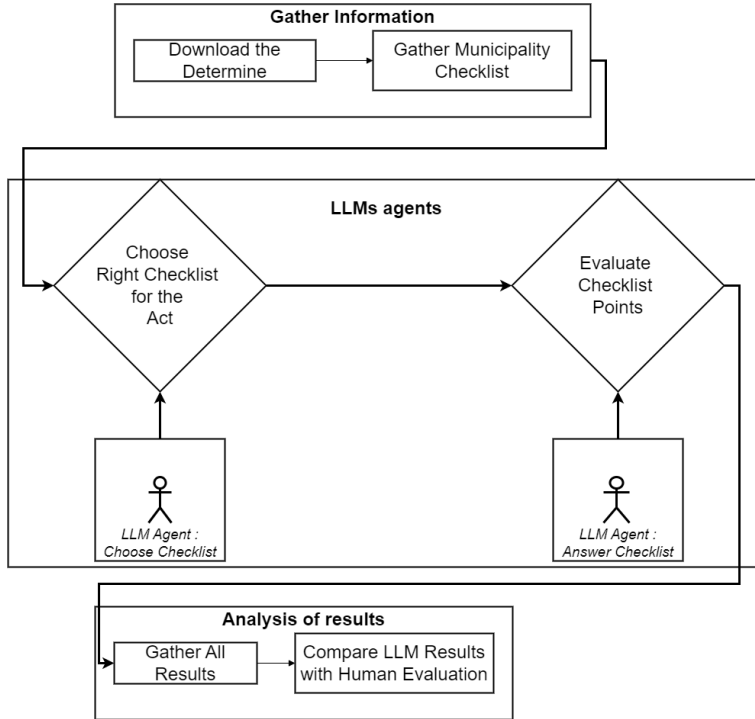 Gather Information
Download the
Determine
Gather Municipality
Checklist
LLMs agents
Choose
Right Checklist
for the
Act
Evaluate
Checklist
Points
LLM Agent :
Choose Checklist
LLM Agent :
Answer Checklist
Analysis of results
Gather All
Results
Compare LLM Results
with Human Evaluation